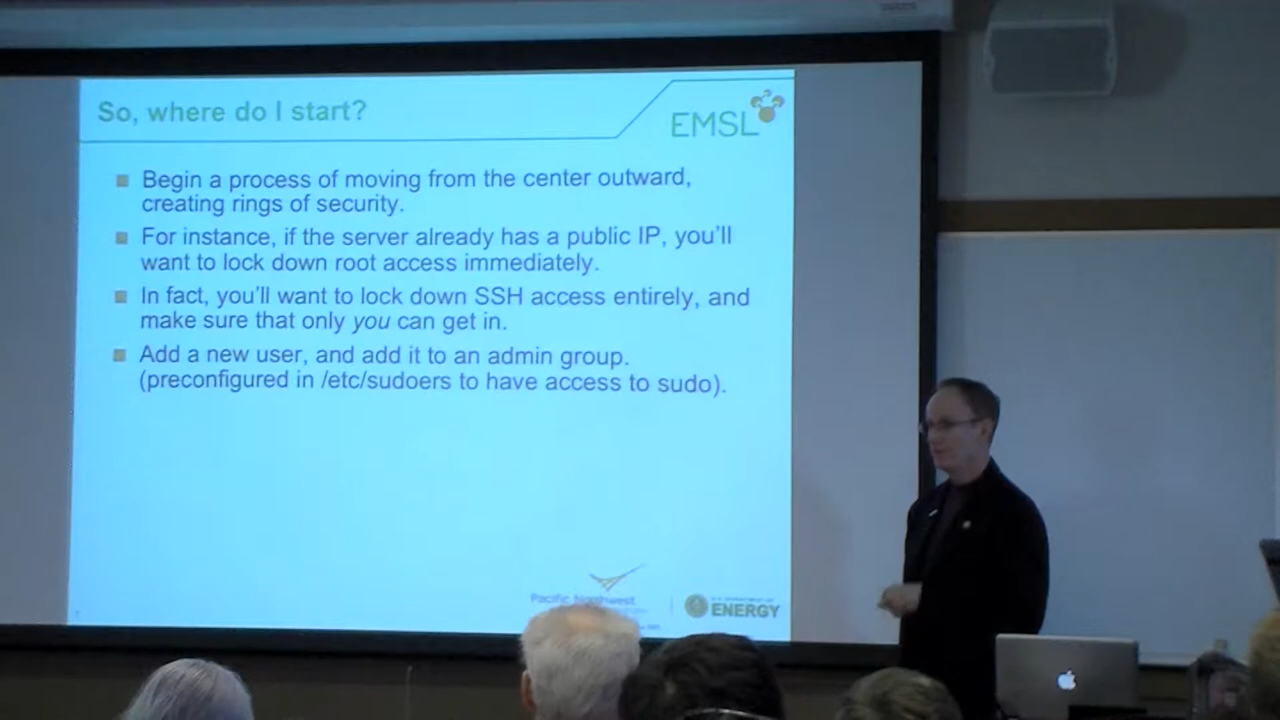 So, where do I start?
EMSL
Begin a process of moving from the center outward,
creating rings of security.
For instance, if the server already has a public IP, you'll
want to lock down root access immediately.
In fact, you'll want to lock down SSH access entirely, and
make sure that only you can get in.
Add a new user, and add it to an admin group.
(preconfigured in /etc/sudoers to have access to sudo).
Pacific Northwest
U.S. DEPARTMENT OF
ENERGY